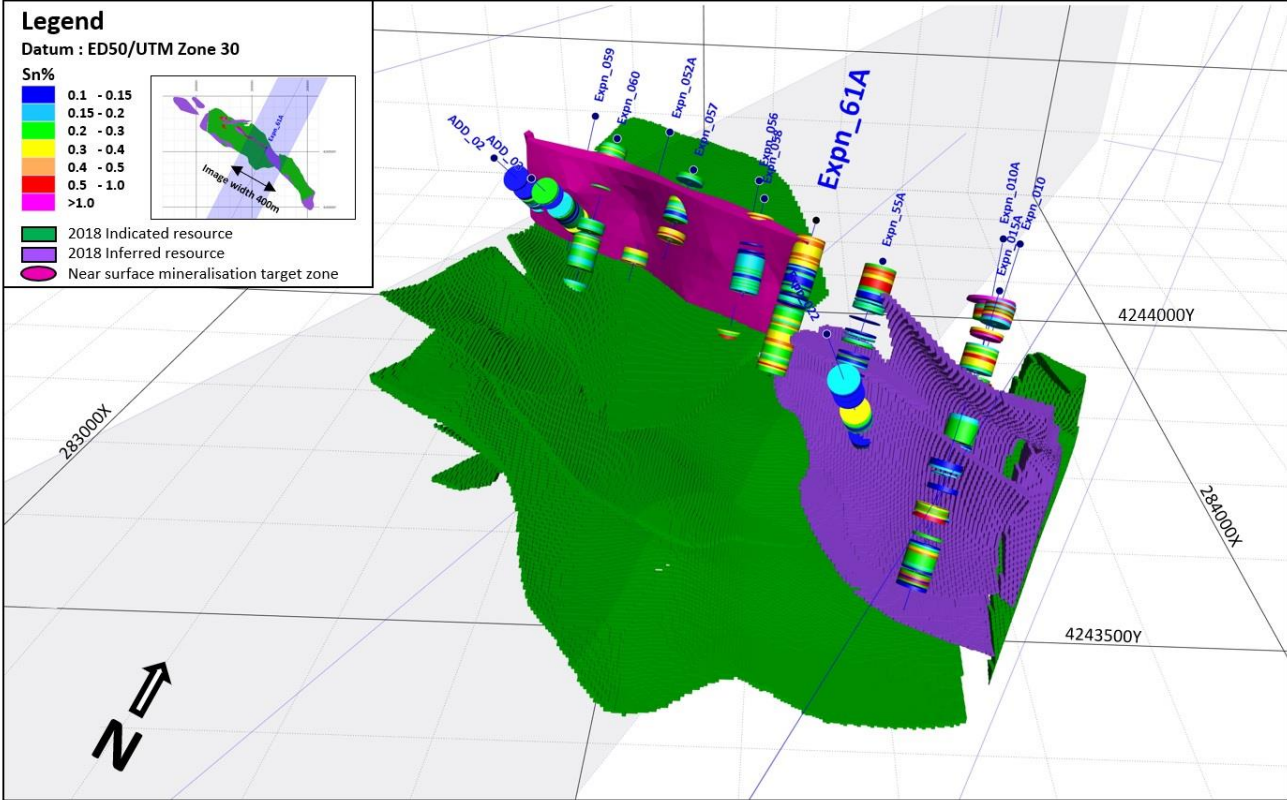 Legend
Datum : ED50/UTM Zone 30
Sn%
0.1 - 0.15
0.15 - 0.2
0.2 - 0.3
0.3 - 0.4
0.4 - 0.5
0.5 - 1.0
>1.0
Expn_61A
Image width 400m
2018 Indicated resource
2018 Inferred resource
Near surface mineralisation target zone
ADD_02
Expn_059
Expn_060
Expn_052A
Expn_057
Expn_61A
Expn_55A
Expn_010A
Expn_015A
Expn_010
4244000Y
283000X
284000X
4243500Y
N